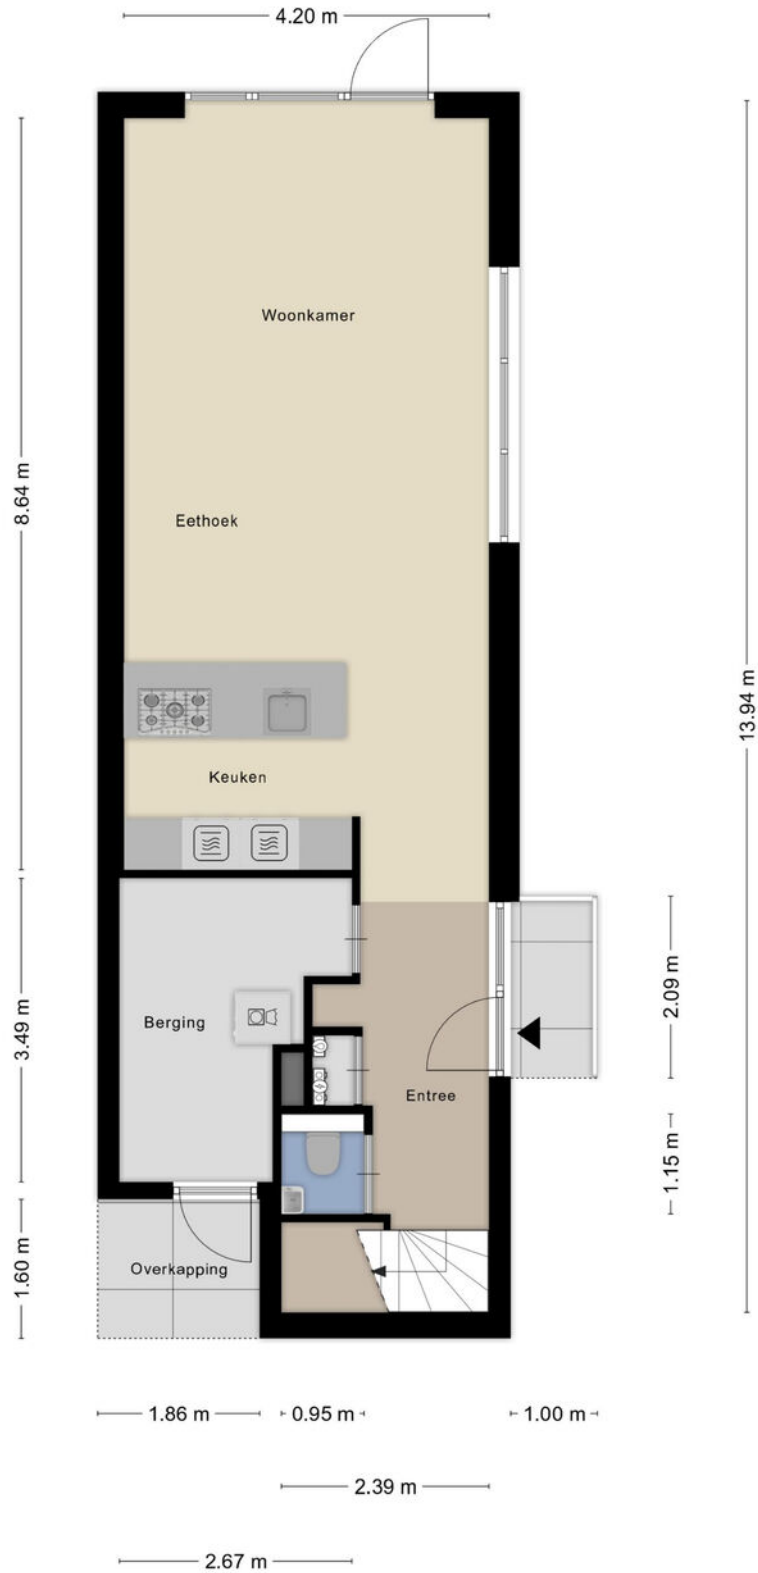 4.20 m
Woonkamer
8.64 m
Eethoek
13.94 m
Keuken
2.09 m
3.49 m
Berging
Entree
1.15 m
1.60 m
Overkapping
1.86 m
0.95 m
1.00 m
2.39 m
2.67 m